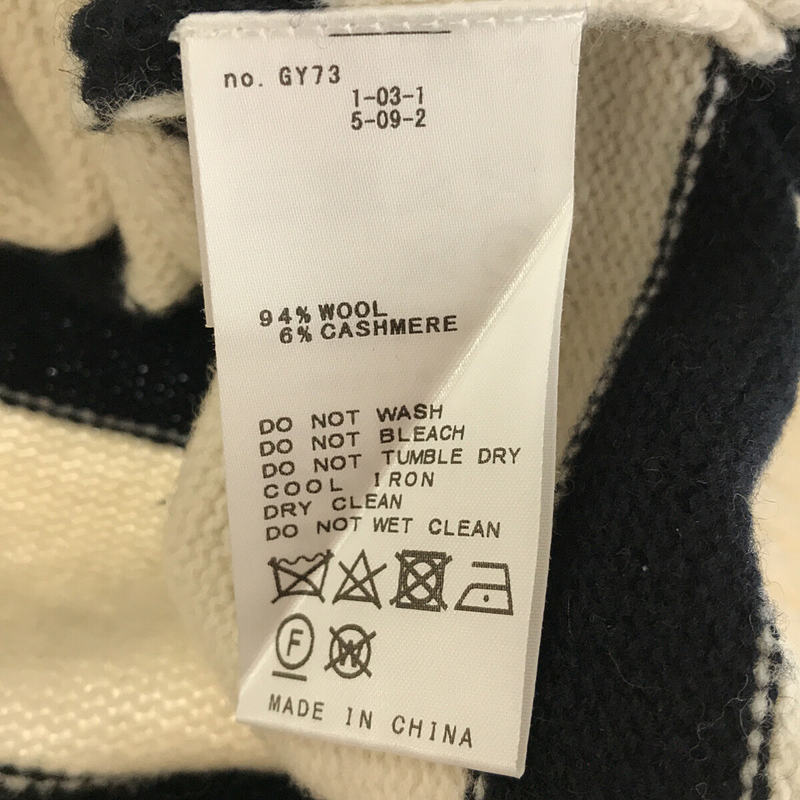 no. GY73
1-03-1
5-09-2
94% WOOL
6% CASHMERE
DO NOT WASH
DO NOT BLEACH
DO NOT TUMBLE DRY
COOL IRON
DRY CLEAN
DO NOT WET CLEAN
F W
MADE IN CHINA